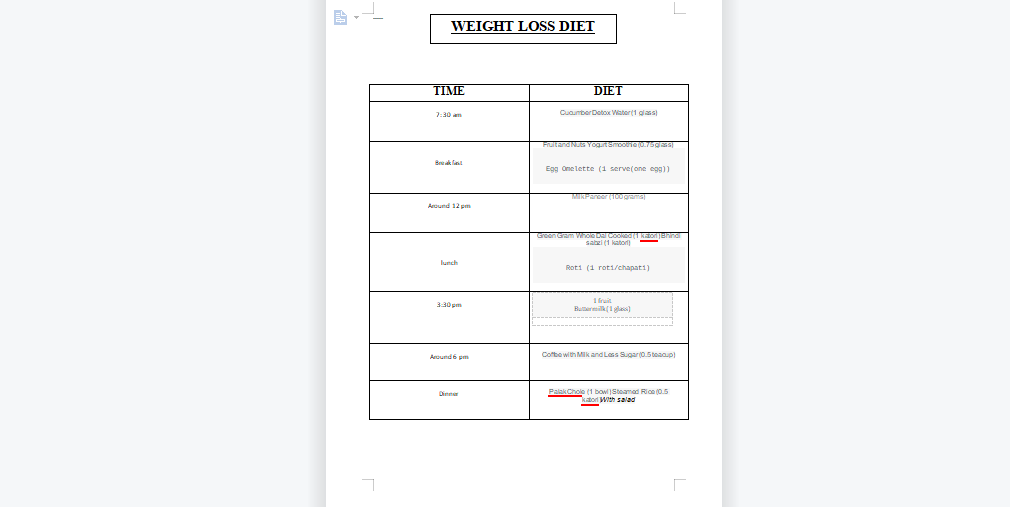 WEIGHT LOSS DIET
TIME DIET
7:30 am Cucumber Detox Water(1 glass)
Breakfast
Fruit and Nuts Yogurt Smoothie (0.75 glass)
Egg Omelette (1 serve(one egg))
Around 12 pm
Milk Paneer (100 grams)
lunch
Green Gram Whole Dal Cooked (1 katori)Bhindi
sabzi (1 katori)
Roti (1 roti/chapati)
3:30 pm
1 fruit
Buttermilk(1 glass)
Around 6 pm
Coffee with Milk and Less Sugar(0.5 teacup)
Dinner
Palak Chole (1 bowl)Steamed Rice (0.5
katori)With salad